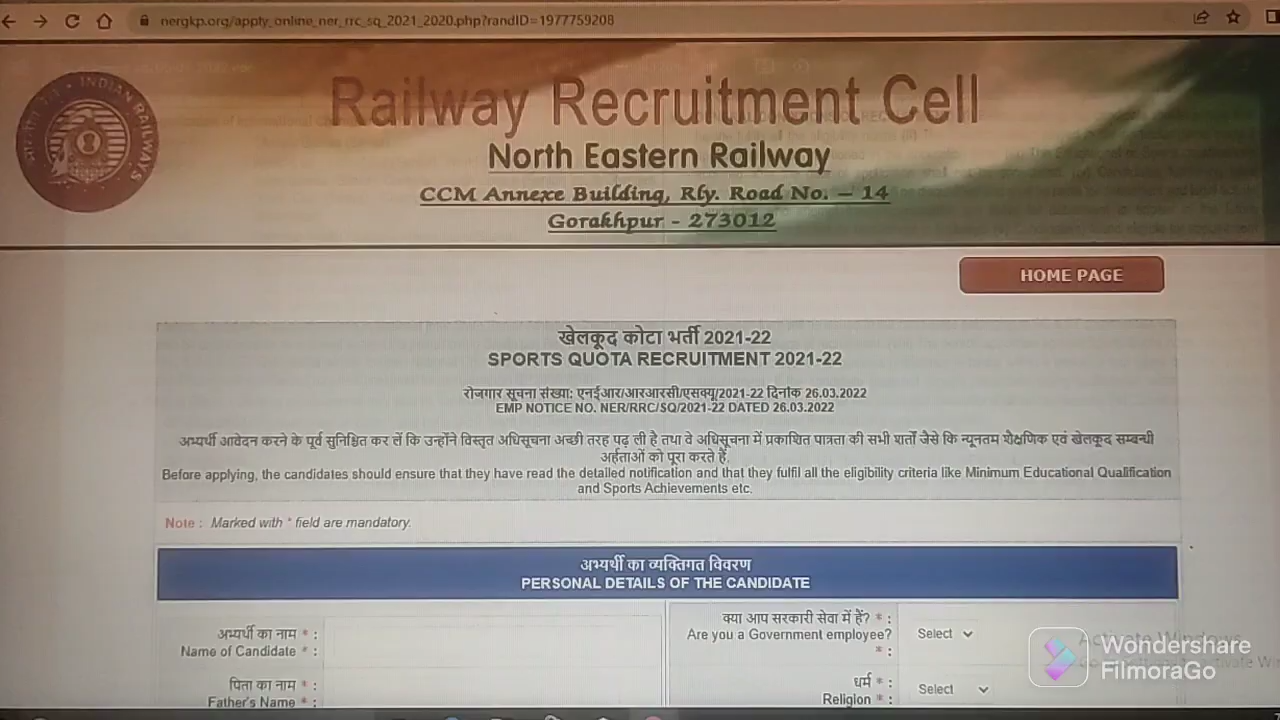 nergkp.org/apply_online_ner_rrc_sq_2021_2020.php?randID=1977759208
INDIAN RAILWAYS
Railway Recruitment Cell
North Eastern Railway
CCM Annexe Building, Rly. Road No. – 14
Gorakhpur - 273012
HOME PAGE
खेलकूद कोटा भर्ती 2021-22
SPORTS QUOTA RECRUITMENT 2021-22
रोजगार सूचना संख्या: एनईआर/आरआरसी/एसक्यू/2021-22 दिनांक 26.03.2022
EMP NOTICE NO. NER/RRC/SQ/2021-22 DATED 26.03.2022
अभ्यर्थी आवेदन करने के पूर्व सुनिश्चित कर लें कि उन्होंने विस्तृत अधिसूचना अच्छी तरह पढ़ ली है तथा वे अधिसूचना में प्रकाशित पात्रता की सभी शर्तों जैसे कि न्यूनतम शैक्षणिक एवं खेलकूद सम्बन्धी
अर्हताओं को पूरा करते हैं.
Before applying, the candidates should ensure that they have read the detailed notification and that they fulfil all the eligibility criteria like Minimum Educational Qualification
and Sports Achievements etc.
Note : Marked with * field are mandatory.
अभ्यर्थी का व्यक्तिगत विवरण
PERSONAL DETAILS OF THE CANDIDATE
अभ्यर्थी का नाम * :
Name of Candidate * :
क्या आप सरकारी सेवा में हैं? * :
Are you a Government employee?
* :
Select
पिता का नाम * :
Father's Name * :
धर्म * :
Religion * :
Select
Activate Windows
Wondershare
FilmoraGo